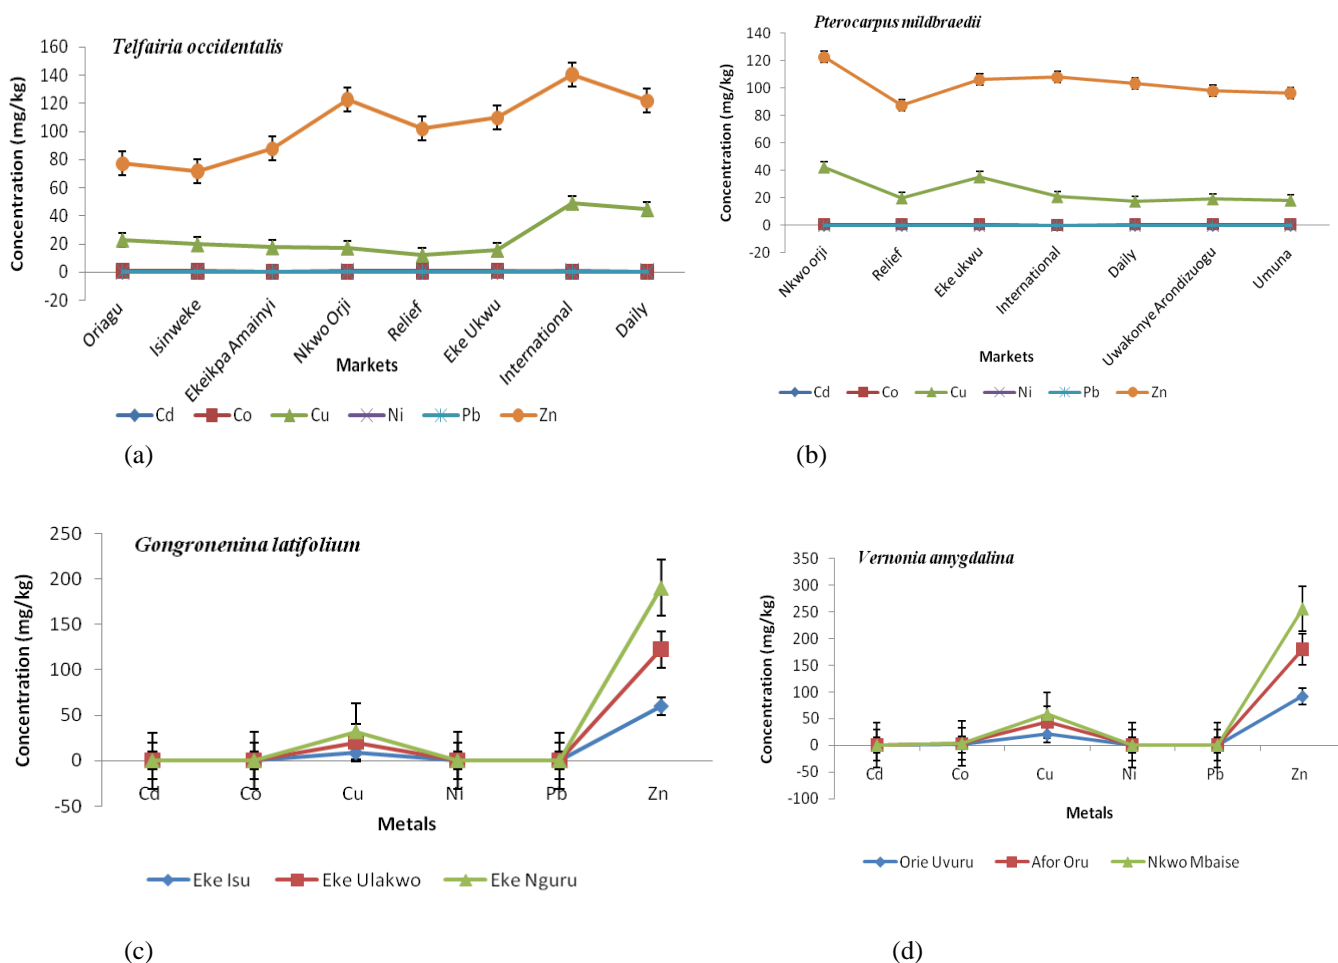 Telfairia occidentalis
160
140
120
100
80
60
40
20
0
-20
Concentration (mg/kg)
Oriagu
Isinweke
Ekeikpa Amainyi
Nkwo Orji
Relief
Eke Ukwu
International
Daily
Markets
Cd Co Cu Ni Pb Zn
(a)
Pterocarpus mildbraedii
140
120
100
80
60
40
20
0
-20
Concentration (mg/kg)
Nkwo orji
Relief
Eke ukwu
International
Daily
Uwakonye Arondizuogu
Umuna
Markets
Cd Co Cu Ni Pb Zn
(b)
Gongronenina latifolium
250
200
150
100
50
0
-50
Concentration (mg/kg)
Cd Co Cu Ni Pb Zn
Metals
Eke Isu Eke Ulakwo Eke Nguru
(c)
Vernonia amygdalina
350
300
250
200
150
100
50
0
-50
-100
Concentration (mg/kg)
Cd Co Cu Ni Pb Zn
Metals
Orie Uvuru Afor Oru Nkwo Mbaise
(d)